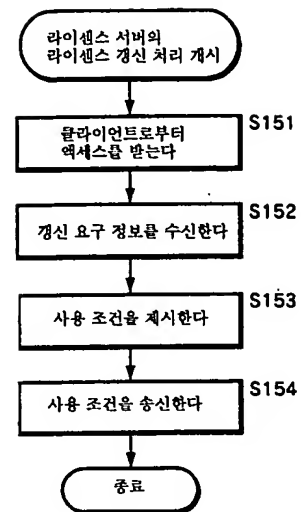 라이센스 서버의
라이센스 갱신 처리 개시
클라이언트로부터
액세스를 받는다
S151
갱신 요구 정보를 수신한다
S152
사용 조건을 제시한다
S153
사용 조건을 송신한다
S154
종료